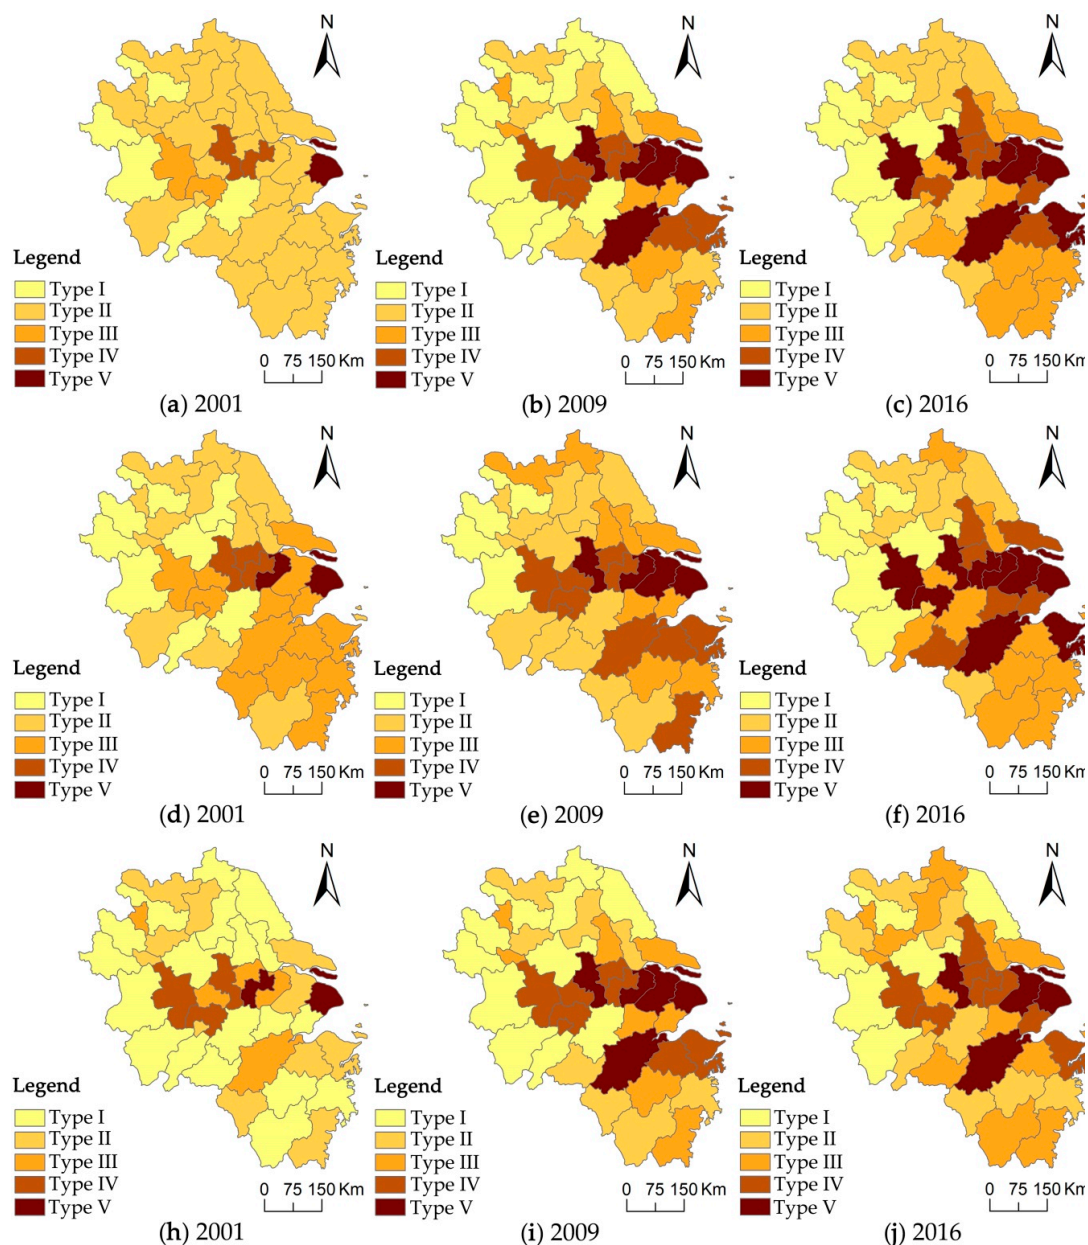 N N N
Legend Legend Legend
Type I Type I Type I
Type II Type II Type II
Type III Type III Type III
Type IV Type IV Type IV
Type V Type V Type V
0 75 150 Km 0 75 150 Km 0 75 150 Km
(a) 2001 (b) 2009 (c) 2016
N N N
Legend Legend Legend
Type I Type I Type I
Type II Type II Type II
Type III Type III Type III
Type IV Type IV Type IV
Type V Type V Type V
0 75 150 Km 0 75 150 Km 0 75 150 Km
(d) 2001 (e) 2009 (f) 2016
N N N
Legend Legend Legend
Type I Type I Type I
Type II Type II Type II
Type III Type III Type III
Type IV Type IV Type IV
Type V Type V Type V
0 75 150 Km 0 75 150 Km 0 75 150 Km
(h) 2001 (i) 2009 (j) 2016